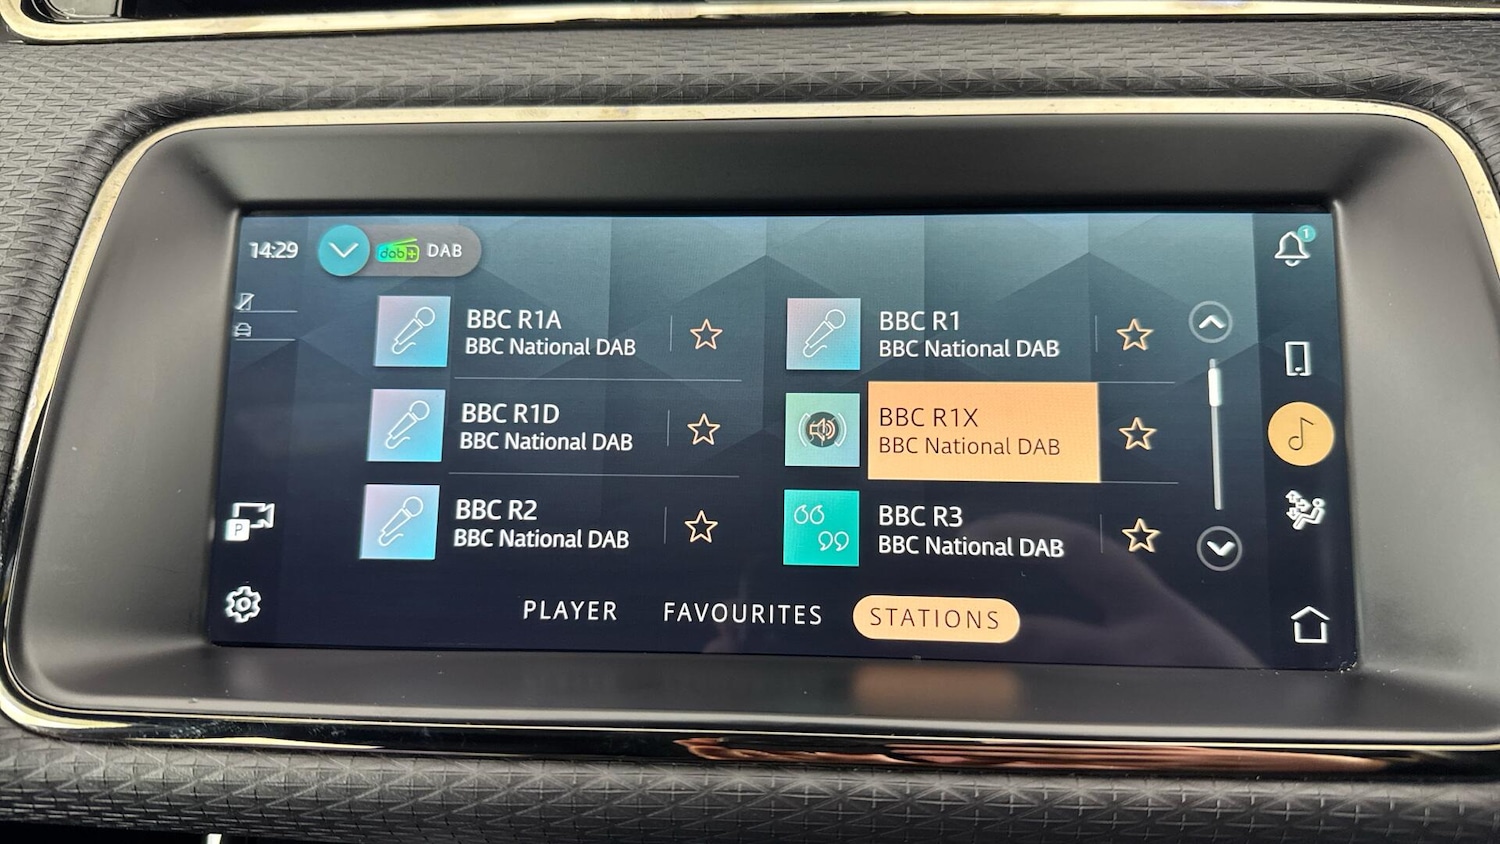 14:29
dab+ DAB
1
BBC R1A
BBC National DAB
BBC R1
BBC National DAB
BBC R1D
BBC National DAB
BBC R1X
BBC National DAB
BBC R2
BBC National DAB
BBC R3
BBC National DAB
P
PLAYER FAVOURITES STATIONS